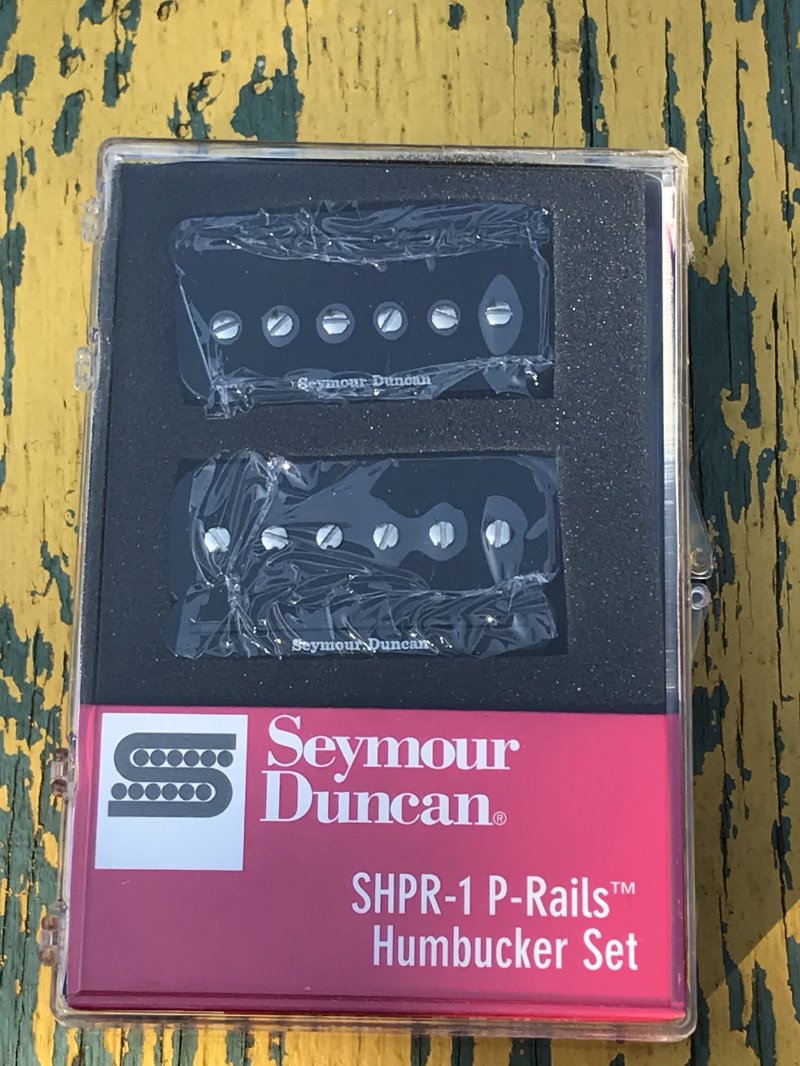 Seymour Duncan
Seymour Duncan
Seymour
Duncan®
SHPR-1 P-Rails™
Humbucker Set